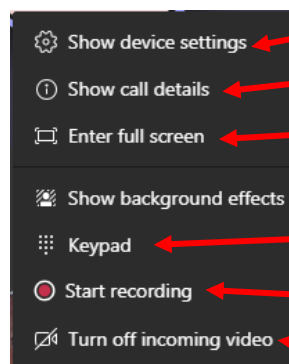 Show device settings
Show call details
Enter full screen
Show background effects
Keypad
Start recording
Turn off incoming video